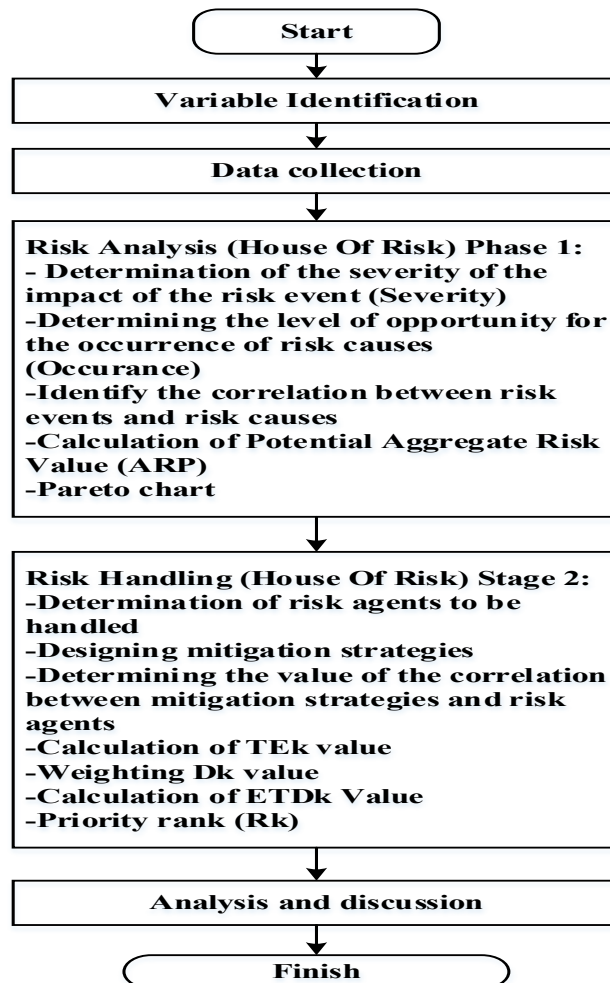 Start
Variable Identification
Data collection
Risk Analysis (House Of Risk) Phase 1:
- Determination of the severity of the
impact of the risk event (Severity)
-Determining the level of opportunity for
the occurrence of risk causes
(Occurance)
-Identify the correlation between risk
events and risk causes
-Calculation of Potential Aggregate Risk
Value (ARP)
-Pareto chart
Risk Handling (House Of Risk) Stage 2:
-Determination of risk agents to be
handled
-Designing mitigation strategies
-Determining the value of the correlation
between mitigation strategies and risk
agents
-Calculation of TEk value
-Weighting Dk value
-Calculation of ETDk Value
-Priority rank (Rk)
Analysis and discussion
Finish